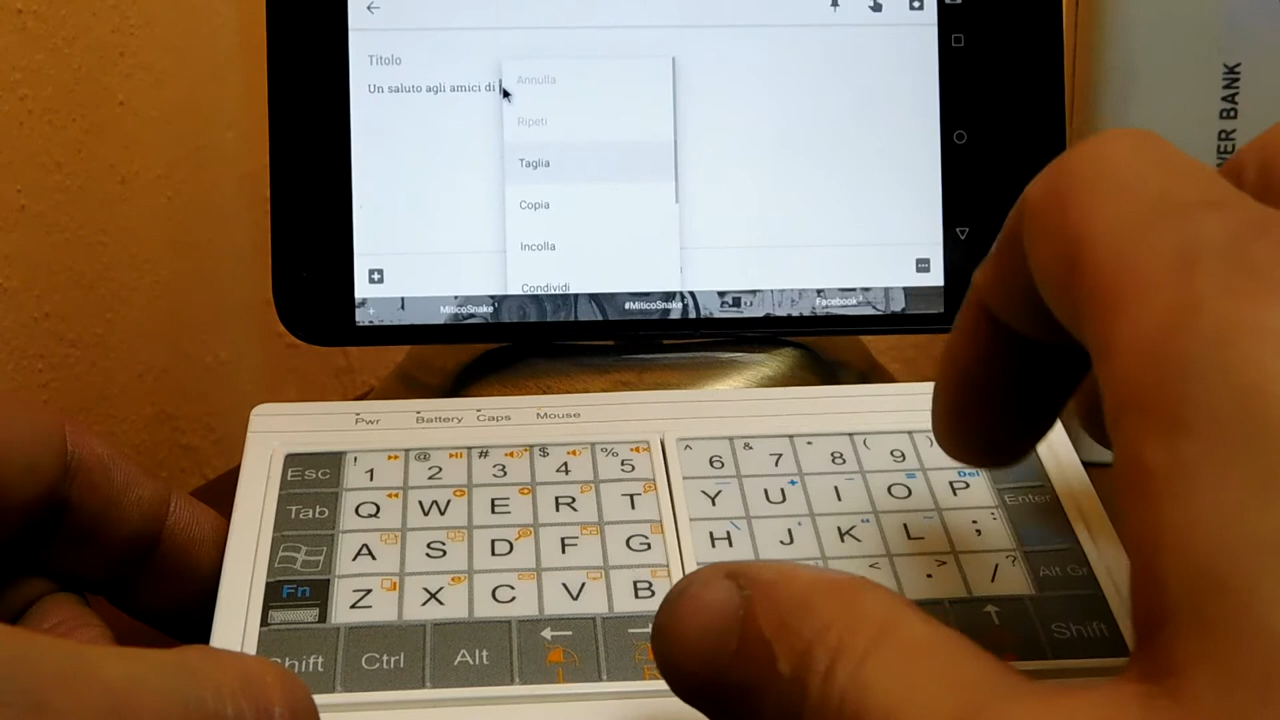 Titolo
Un saluto agli amici di
Annulla
Ripeti
Taglia
Copia
Incolla
Condividi
MiticoSnake
#MiticoSnake
Facebook
VER BANK
Pwr Battery Caps Mouse
Esc ! 1 @ 2 # 3 $ 4 % 5 ^ 6 & 7 * 8 ( 9 )
Tab Q W E R T Y U I O P Del Enter
A S D F G H J K L ; : Alt Gr
Fn Z X C V B < . > / ?
Shift Ctrl Alt ← → ↑ Shift